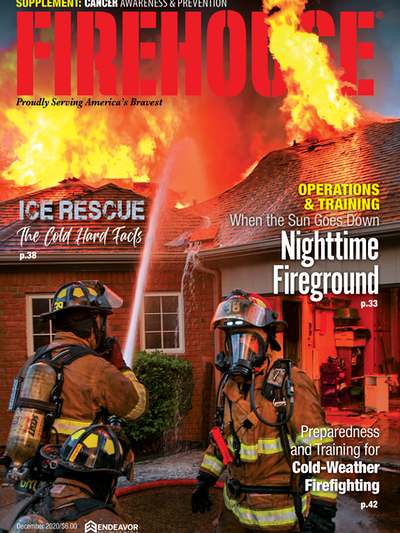 SUPPLEMENT: CANCER AWARENESS & PREVENTION
FIREHOUSE®
Proudly Serving America's Bravest
ICE RESCUE
The Cold Hard Facts
p.38
OPERATIONS
& TRAINING
When the Sun Goes Down
Nighttime
Fireground
p.33
39
38
Preparedness
and Training for
Cold-Weather
Firefighting
p.42
December 2020/$6.00
ENDEAVOR